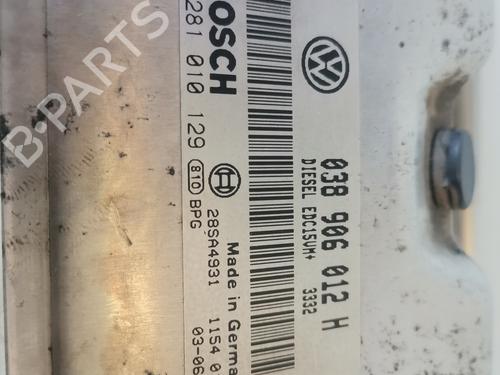 038 906 012 H
DIESEL EDC15VM+ 3332
BOSCH
281 010 129 810 BPG
28SA4931
Made in Germa
1154 0
03-06
B-PARTS